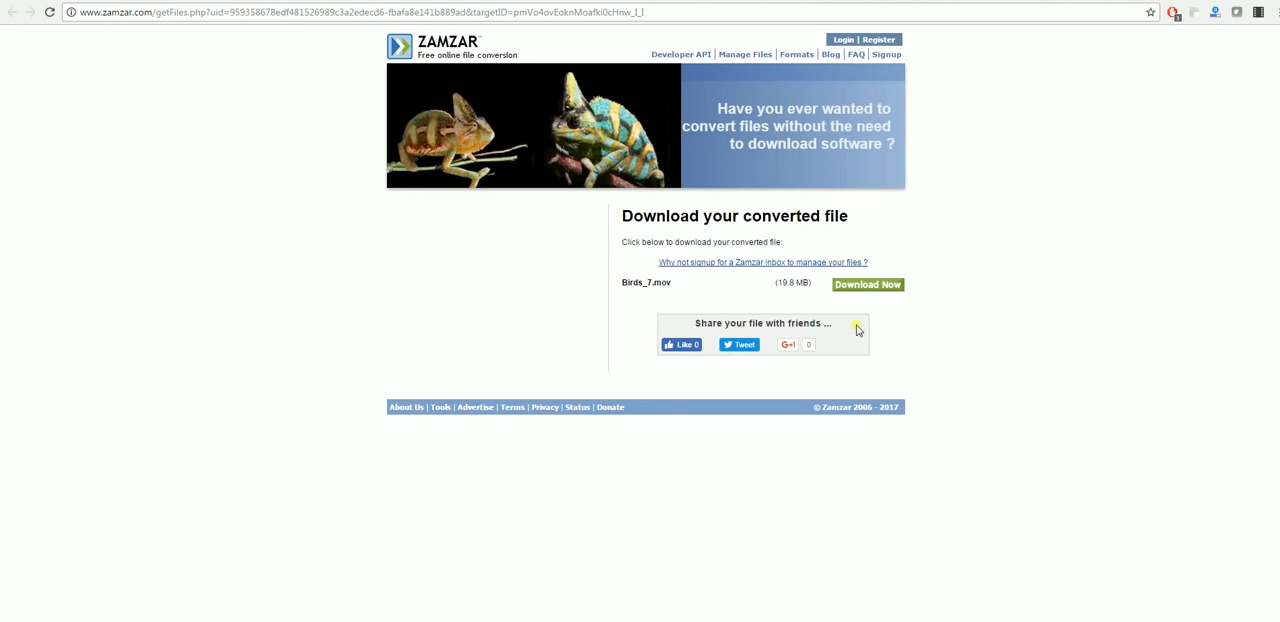 www.zamzar.com/getFiles.php?uid=959358678edf481526989c3a2edecd6-fbafa8e141b889ad&targetID=pmVo4ovEoknMoafki0cHnw_I_I
3
ZAMZAR™
Free online file conversion
Login | Register
Developer API | Manage Files | Formats | Blog | FAQ | Signup
Have you ever wanted to
convert files without the need
to download software ?
Download your converted file
Click below to download your converted file:
Why not signup for a Zamzar inbox to manage your files ?
Birds_7.mov (19.8 MB) Download Now
Share your file with friends ...
Like 0 Tweet G+1 0
About Us | Tools | Advertise | Terms | Privacy | Status | Donate © Zamzar 2006 - 2017